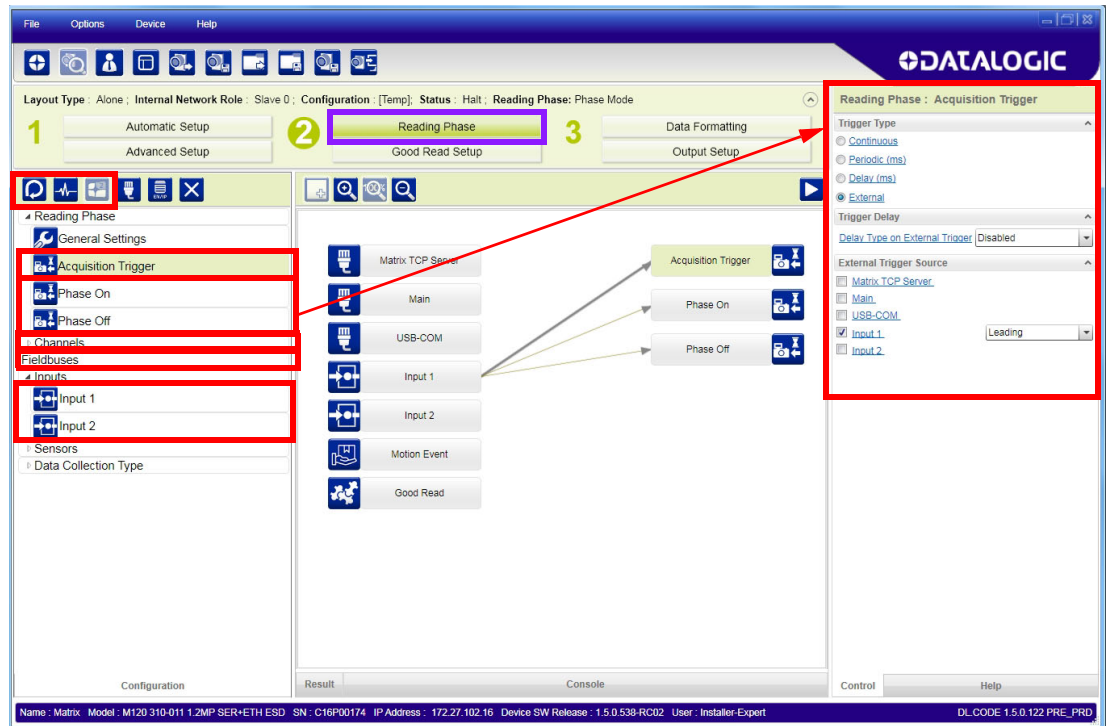 File Options Device Help
DATALOGIC
Layout Type : Alone ; Internal Network Role : Slave 0 ; Configuration : [Temp]; Status : Halt ; Reading Phase: Phase Mode
1 Automatic Setup Advanced Setup
2 Reading Phase Good Read Setup
3 Data Formatting Output Setup
Reading Phase
General Settings
Acquisition Trigger
Phase On
Phase Off
Channels
Fieldbuses
Inputs
Input 1
Input 2
Sensors
Data Collection Type
Configuration
Matrix TCP Server
Main
USB-COM
Input 1
Input 2
Motion Event
Good Read
Acquisition Trigger
Phase On
Phase Off
Result Console
Reading Phase : Acquisition Trigger
Trigger Type
Continuous
Periodic (ms)
Delay (ms)
External
Trigger Delay
Delay Type on External Trigger Disabled
External Trigger Source
Matrix TCP Server
Main
USB-COM
Input 1 Leading
Input 2
Control Help
Name : Matrix Model : M120 310-011 1.2MP SER+ETH ESD SN : C16P00174 IP Address : 172.27.102.16 Device SW Release : 1.5.0.538-RC02 User : Installer-Expert DL.CODE 1.5.0.122 PRE_PRD